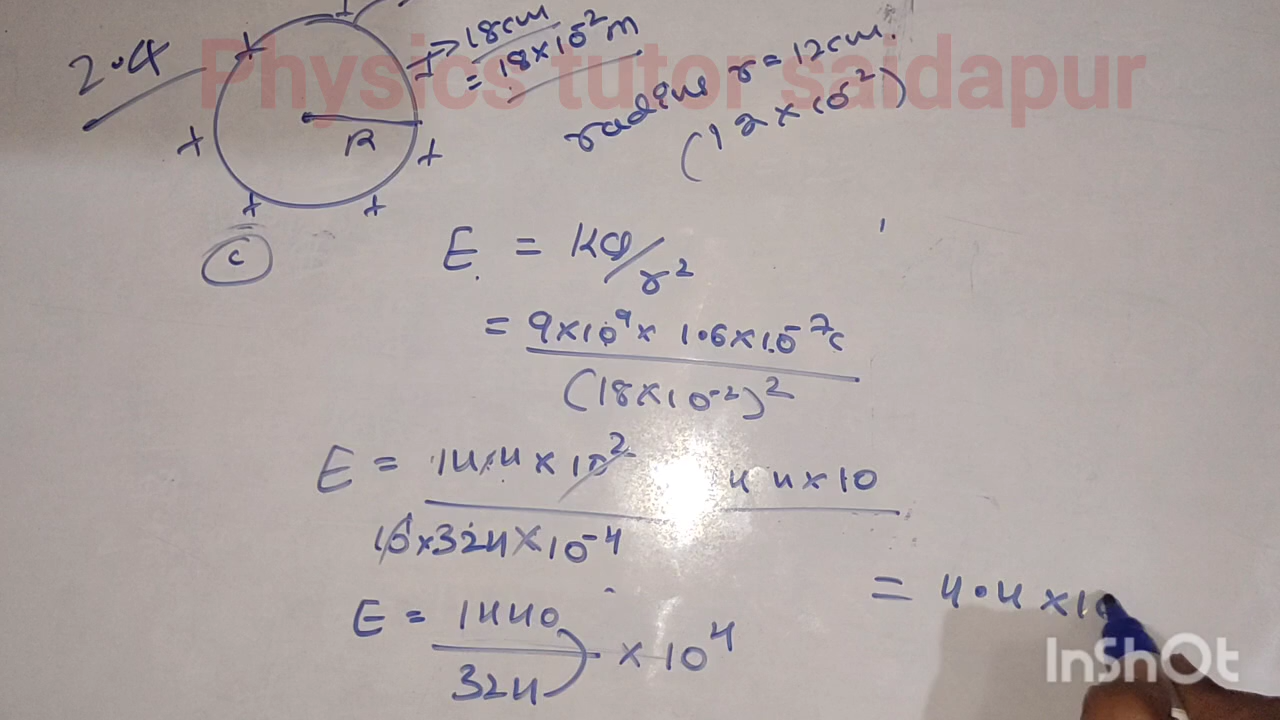 2.4
→ 18cm
= 18×10⁻²m
Physics tutor saidapur
radius r = 12cm.
(12×10⁻²)
R
C
E = KQ/r²
= 9×10⁹ × 1.6×10⁻⁷c
(18×10⁻²)²
E = 14.4×10²
4 4×10
10×324×10⁻⁴
E = 1440
324
×10⁴
= 4.4×10
InShOt